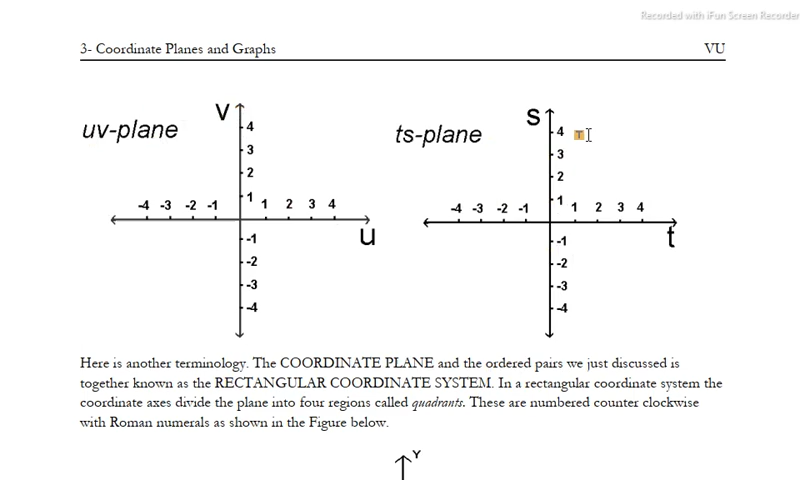 Recorded with iFun Screen Recorder
3- Coordinate Planes and Graphs VU
uv-plane
V
4
3
2
1
-4 -3 -2 -1 1 2 3 4
u
-1
-2
-3
-4
ts-plane
S
4 T
3
2
1
-4 -3 -2 -1 1 2 3 4
t
-1
-2
-3
-4
Here is another terminology. The COORDINATE PLANE and the ordered pairs we just discussed is
together known as the RECTANGULAR COORDINATE SYSTEM. In a rectangular coordinate system the
coordinate axes divide the plane into four regions called quadrants. These are numbered counter clockwise
with Roman numerals as shown in the Figure below.
Y